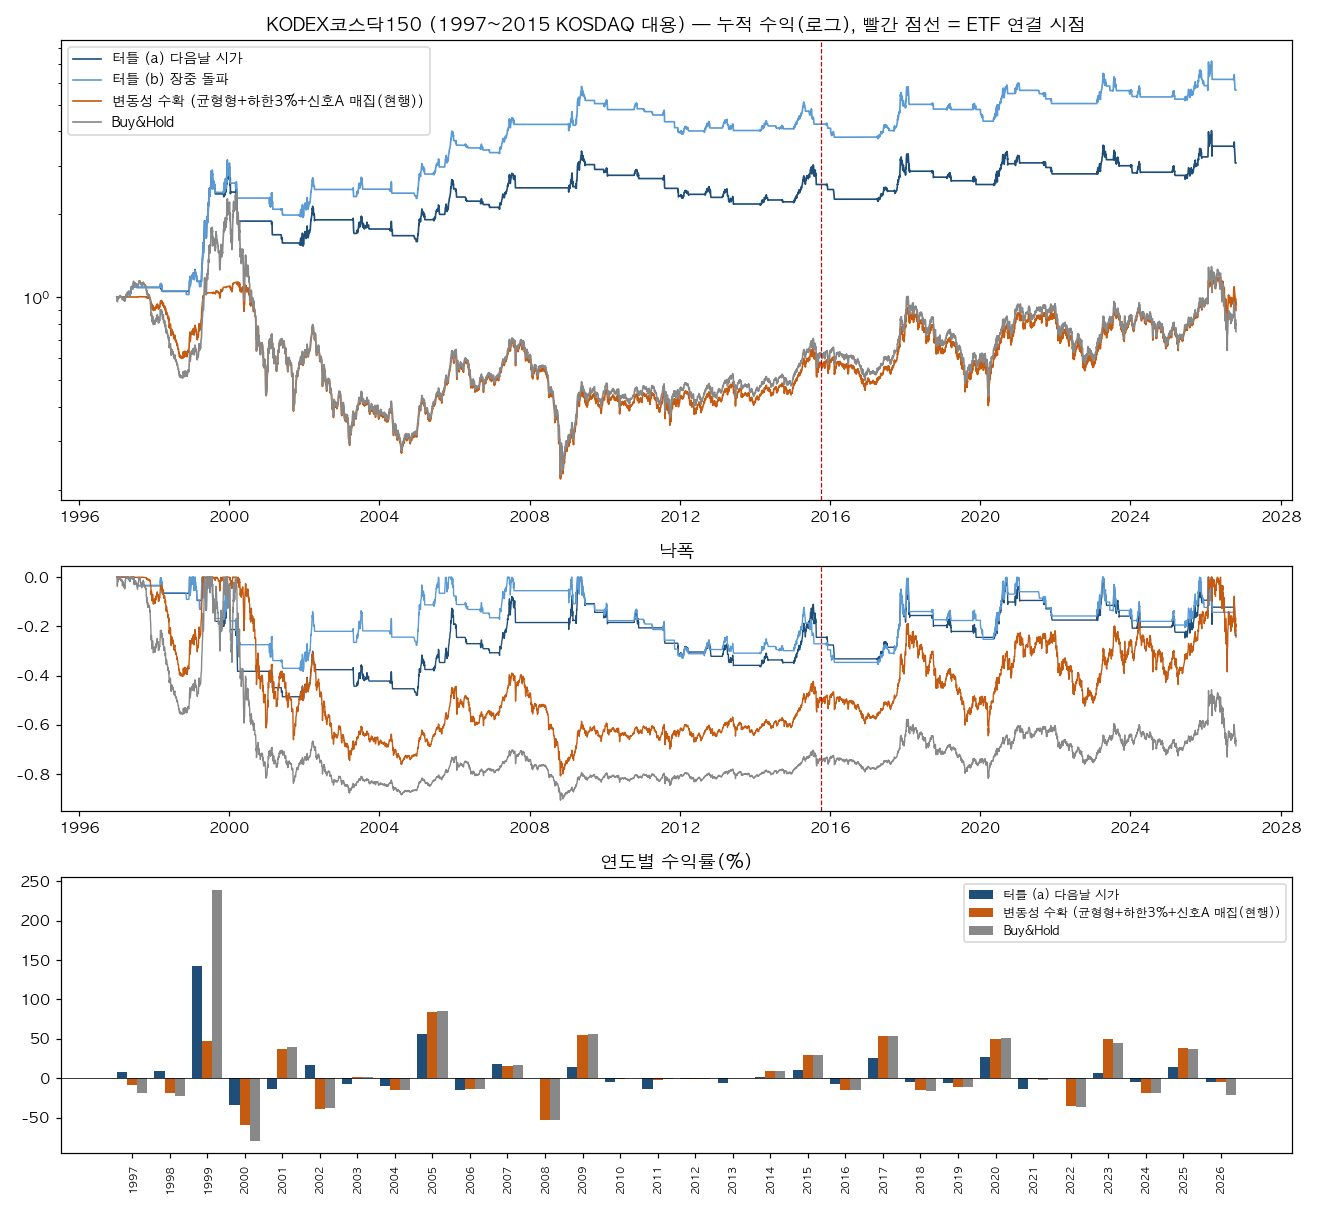 KODEX코스닥150 (1997~2015 KOSDAQ 대용) — 누적 수익(로그), 빨간 점선 = ETF 연결 시점
터틀 (a) 다음날 시가
터틀 (b) 장중 돌파
변동성 수확 (균형형+하한3%+신호A 매집(현행))
Buy&Hold
10⁰
1996 2000 2004 2008 2012 2016 2020 2024 2028
낙폭
0.0
-0.2
-0.4
-0.6
-0.8
1996 2000 2004 2008 2012 2016 2020 2024 2028
연도별 수익률(%)
250
200
150
100
50
0
-50
터틀 (a) 다음날 시가
변동성 수확 (균형형+하한3%+신호A 매집(현행))
Buy&Hold
1997 1998 1999 2000 2001 2002 2003 2004 2005 2006 2007 2008 2009 2010 2011 2012 2013 2014 2015 2016 2017 2018 2019 2020 2021 2022 2023 2024 2025 2026